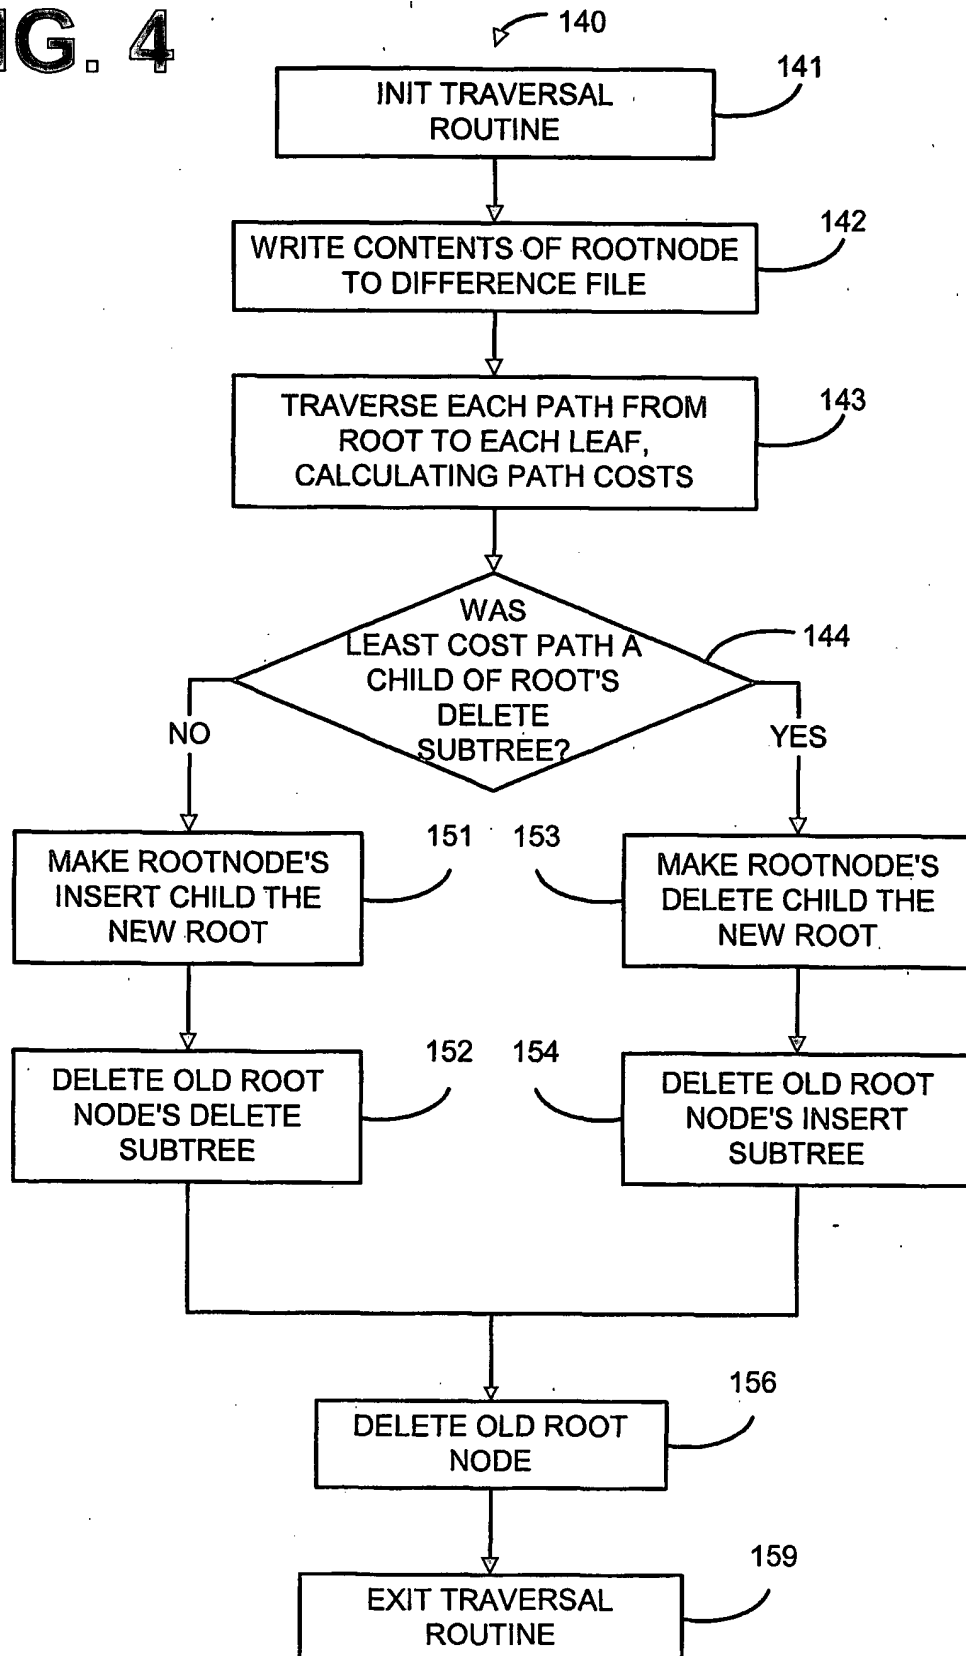 IG. 4
140
141
INIT TRAVERSAL
ROUTINE
142
WRITE CONTENTS OF ROOTNODE
TO DIFFERENCE FILE
143
TRAVERSE EACH PATH FROM
ROOT TO EACH LEAF,
CALCULATING PATH COSTS
144
WAS
LEAST COST PATH A
CHILD OF ROOT'S
DELETE
SUBTREE?
NO
YES
151
153
MAKE ROOTNODE'S
INSERT CHILD THE
NEW ROOT
MAKE ROOTNODE'S
DELETE CHILD THE
NEW ROOT
152
154
DELETE OLD ROOT
NODE'S DELETE
SUBTREE
DELETE OLD ROOT
NODE'S INSERT
SUBTREE
156
DELETE OLD ROOT
NODE
159
EXIT TRAVERSAL
ROUTINE